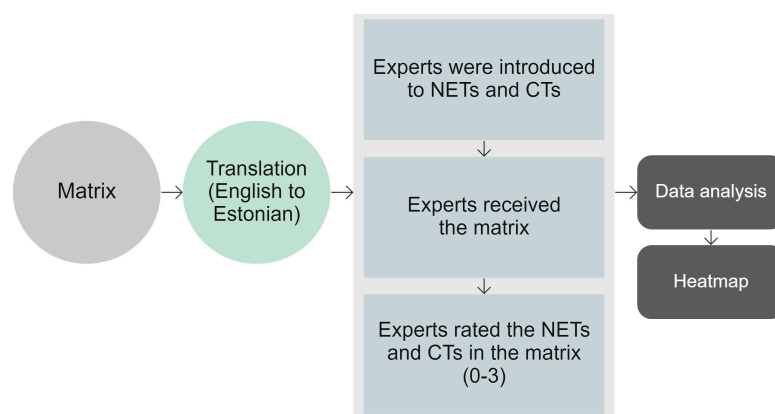 Matrix
Translation
(English to
Estonian)
Experts were introduced
to NETs and CTs
Experts received
the matrix
Experts rated the NETs
and CTs in the matrix
(0-3)
Data analysis
Heatmap